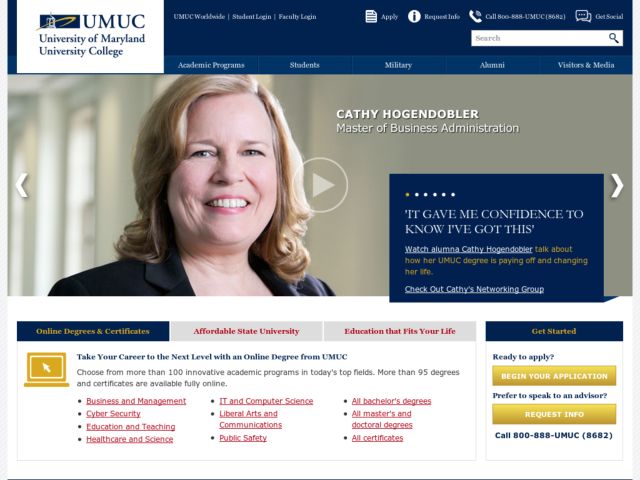 UMUC
University of Maryland
University College
UMUC Worldwide | Student Login | Faculty Login
Apply
Request Info
Call 800-888-UMUC (8682)
Get Social
Search
Academic Programs
Students
Military
Alumni
Visitors & Media
CATHY HOGENDOBLER
Master of Business Administration
'IT GAVE ME CONFIDENCE TO
KNOW I'VE GOT THIS'
Watch alumna Cathy Hogendobler talk about
how her UMUC degree is paying off and changing
her life.
Check Out Cathy's Networking Group
Online Degrees & Certificates
Affordable State University
Education that Fits Your Life
Take Your Career to the Next Level with an Online Degree from UMUC
Choose from more than 100 innovative academic programs in today's top fields. More than 95 degrees
and certificates are available fully online.
Business and Management
Cyber Security
Education and Teaching
Healthcare and Science
IT and Computer Science
Liberal Arts and
Communications
Public Safety
All bachelor's degrees
All master's and
doctoral degrees
All certificates
Get Started
Ready to apply?
BEGIN YOUR APPLICATION
Prefer to speak to an advisor?
REQUEST INFO
Call 800-888-UMUC (8682)